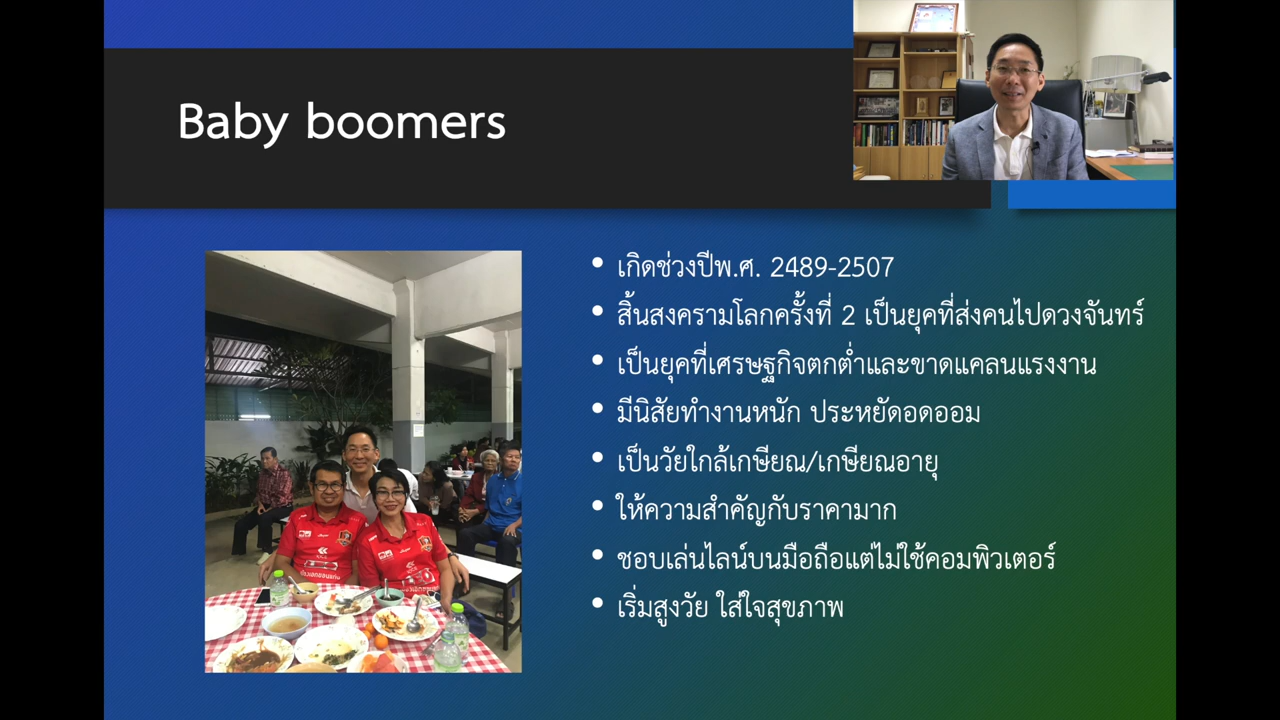 Baby boomers
• เกิดช่วงปีพ.ศ. 2489-2507
• สิ้นสงครามโลกครั้งที่ 2 เป็นยุคที่ส่งคนไปดวงจันทร์
• เป็นยุคที่เศรษฐกิจตกต่ำและขาดแคลนแรงงาน
• มีนิสัยทำงานหนัก ประหยัดอดออม
• เป็นวัยใกล้เกษียณ/เกษียณอายุ
• ให้ความสำคัญกับราคามาก
• ชอบเล่นไลน์บนมือถือแต่ไม่ใช้คอมพิวเตอร์
• เริ่มสูงวัย ใส่ใจสุขภาพ